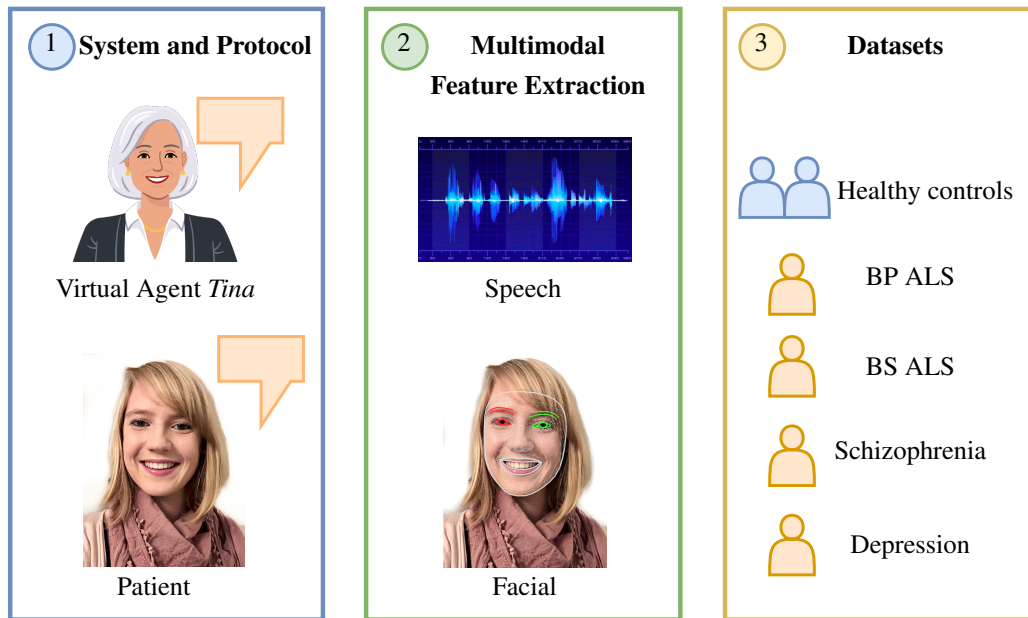 1
System and Protocol
Virtual Agent Tina
Patient
2
Multimodal
Feature Extraction
Speech
Facial
3
Datasets
Healthy controls
BP ALS
BS ALS
Schizophrenia
Depression